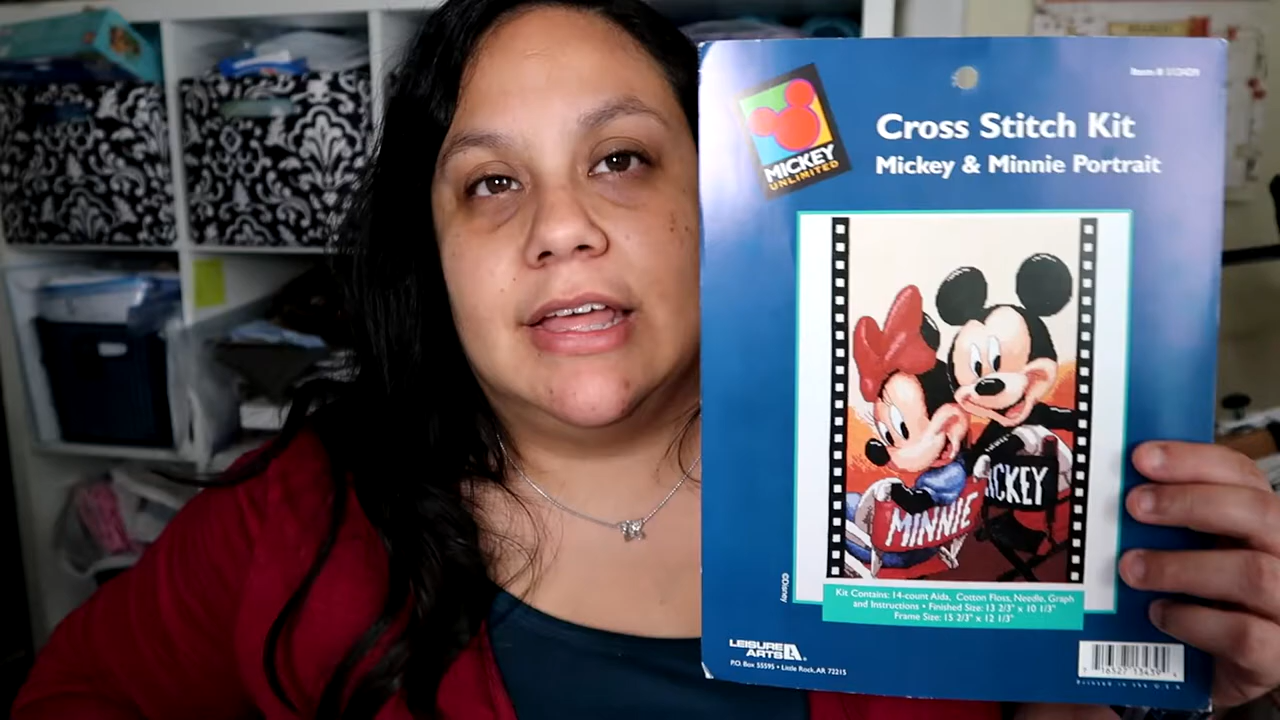 Cross Stitch Kit
Mickey & Minnie Portrait
MICKEY
UNLIMITED
MINNIE
ICKEY
©Disney
Kit Contains: 14-count Aida, Cotton Floss, Needle, Graph
and Instructions • Finished Size: 13 2/3" x 10 1/3"
Frame Size: 15 2/3" x 12 1/3"
LEISURE
ARTS
P.O. Box 55595 • Little Rock, AR 72215